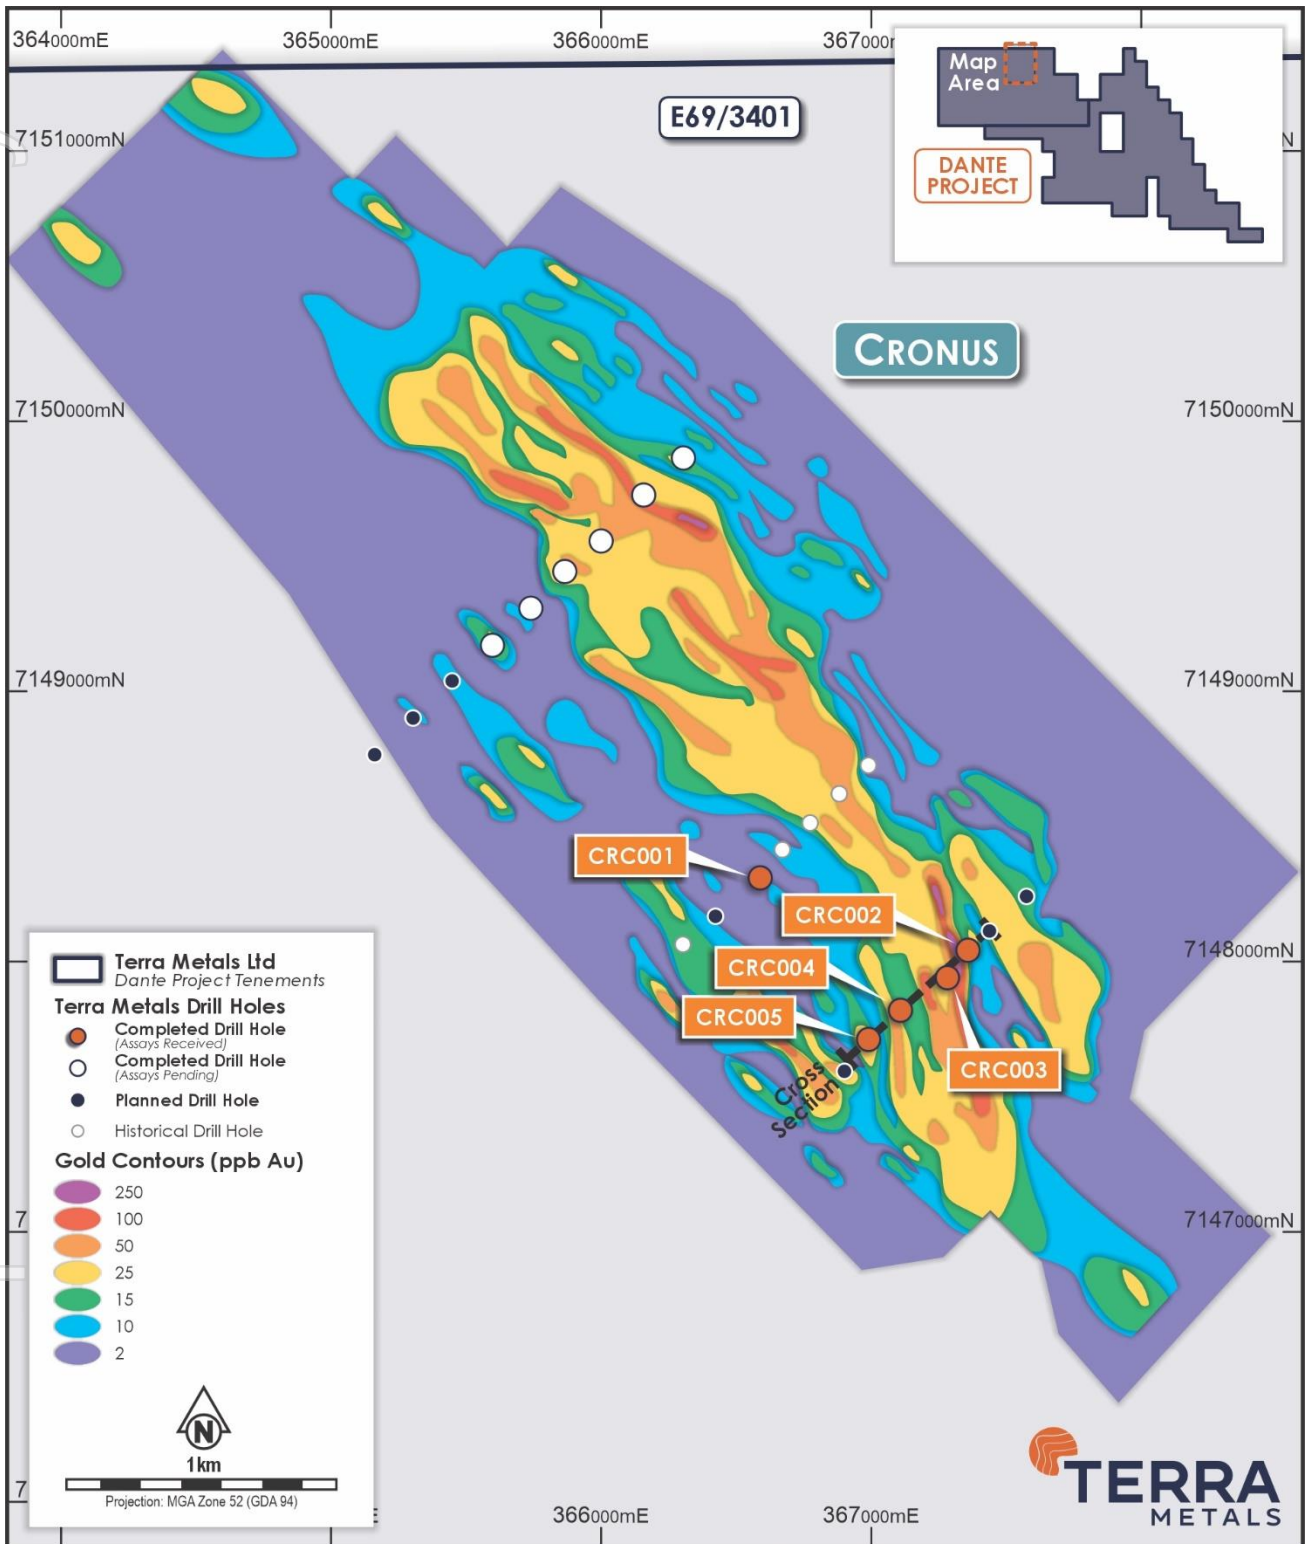 364000mE
365000mE
366000mE
367000m
Map
Area
DANTE
PROJECT
E69/3401
7151000mN
N
CRONUS
7150000mN
7150000mN
7149000mN
7149000mN
CRC001
CRC002
CRC004
CRC005
CRC003
7148000mN
Cross
Section
7147000mN
7
7
Terra Metals Ltd
Dante Project Tenements
Terra Metals Drill Holes
Completed Drill Hole
(Assays Received)
Completed Drill Hole
(Assays Pending)
Planned Drill Hole
Historical Drill Hole
Gold Contours (ppb Au)
250
100
50
25
15
10
2
N
1km
Projection: MGA Zone 52 (GDA 94)
E
366000mE
367000mE
TERRA
METALS